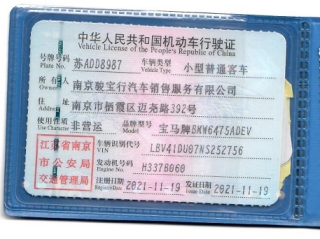 中华人民共和国机动车行驶证
Vehicle License of the People's Republic of China
号牌号码 苏ADD8987 车辆类型 小型普通客车
Plate No. Vehicle Type
所有人 南京骏宝行汽车销售服务有限公司
Owner
住址 南京市栖霞区迈尧路392号
Address
使用性质 非营运 品牌型号 宝马牌BMW6475ADEV
Use Character Model
江苏省南京市公安局交通管理局
车辆识别代号 LBV41DU07NS252756
VIN
发动机号码 H337B060
Engine No.
注册日期 2021-11-19 发证日期 2021-11-19
Register Date Issue Date